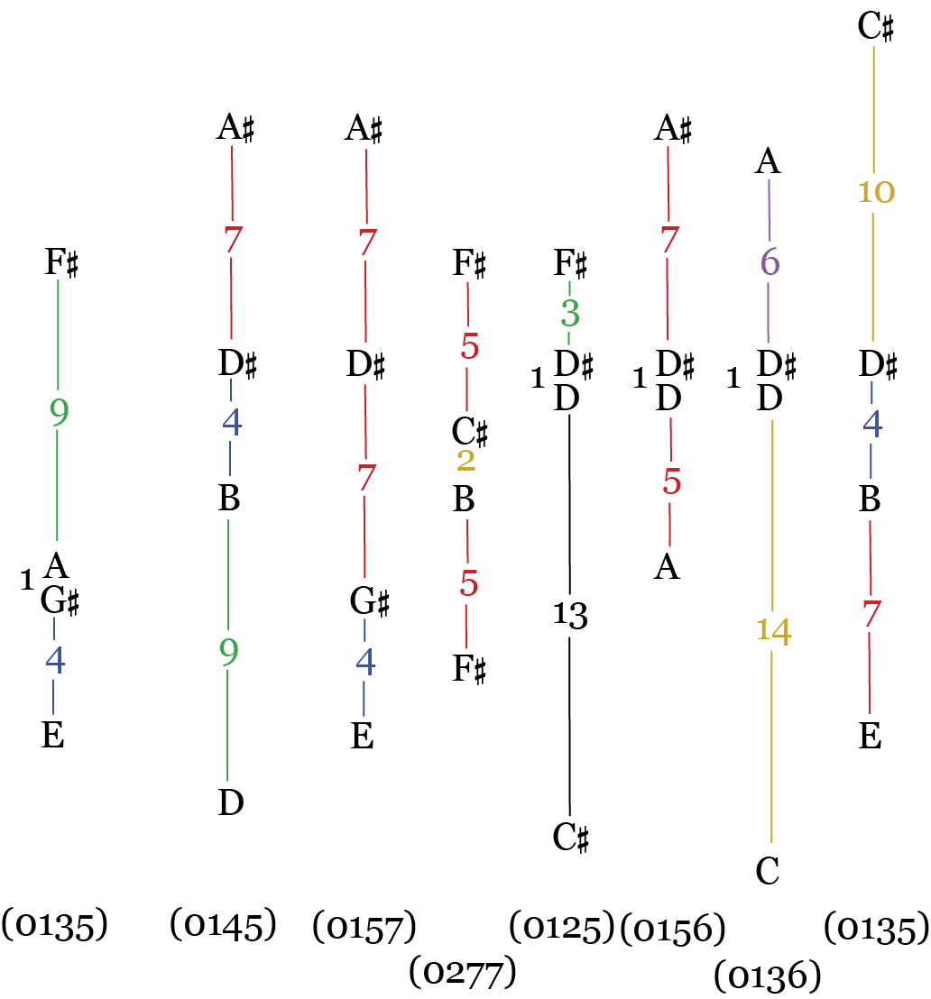 F♯
9
A
1
G♯
4
E
(0135)
A♯
7
D♯
4
B
9
D
(0145)
A♯
7
D♯
7
G♯
4
E
(0157)
F♯
5
C♯
2
B
5
F♯
(0277)
F♯
3
D♯
1
D
13
C♯
(0125)
A♯
7
D♯
1
D
5
A
(0156)
A
6
D♯
1
D
14
C
(0136)
C♯
10
D♯
4
B
7
E
(0135)